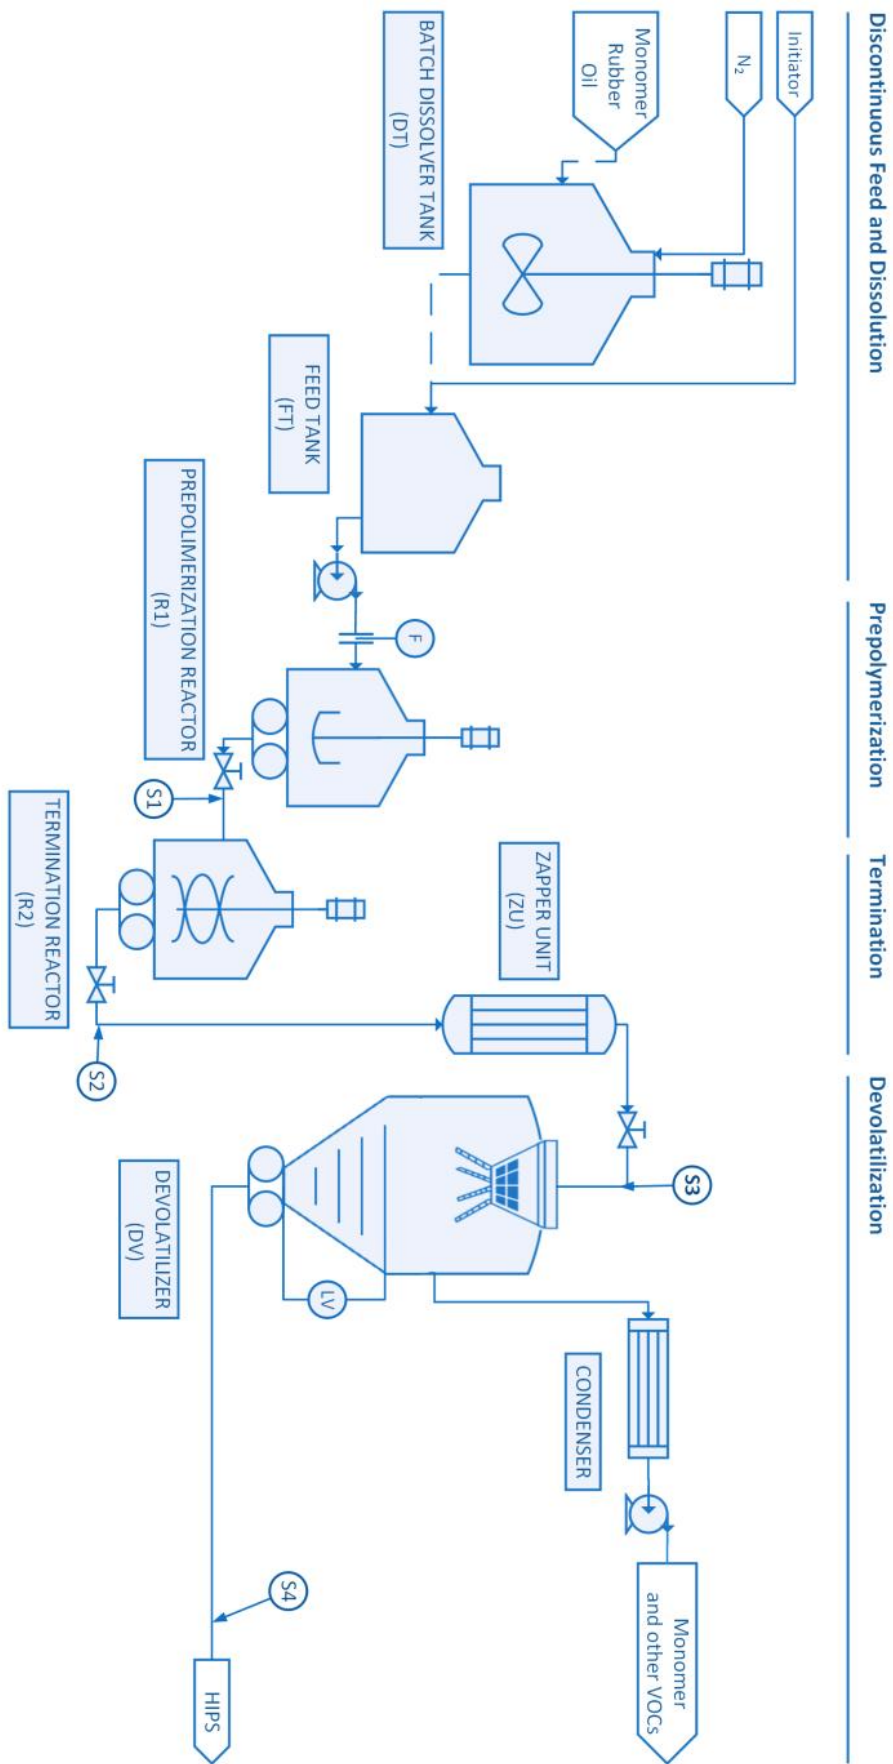 Discontinuous Feed and Dissolution
Prepolymerization
Termination
Devolatilization
Initiator
N₂
Monomer
Rubber
Oil
BATCH DISSOLVER TANK
(DT)
FEED TANK
(FT)
F
PREPOLIMERIZATION REACTOR
(R1)
S1
TERMINATION REACTOR
(R2)
S2
ZAPPER UNIT
(ZU)
S3
DEVOLATILIZER
(DV)
LV
CONDENSER
Monomer
and other VOCs
S4
HIPS